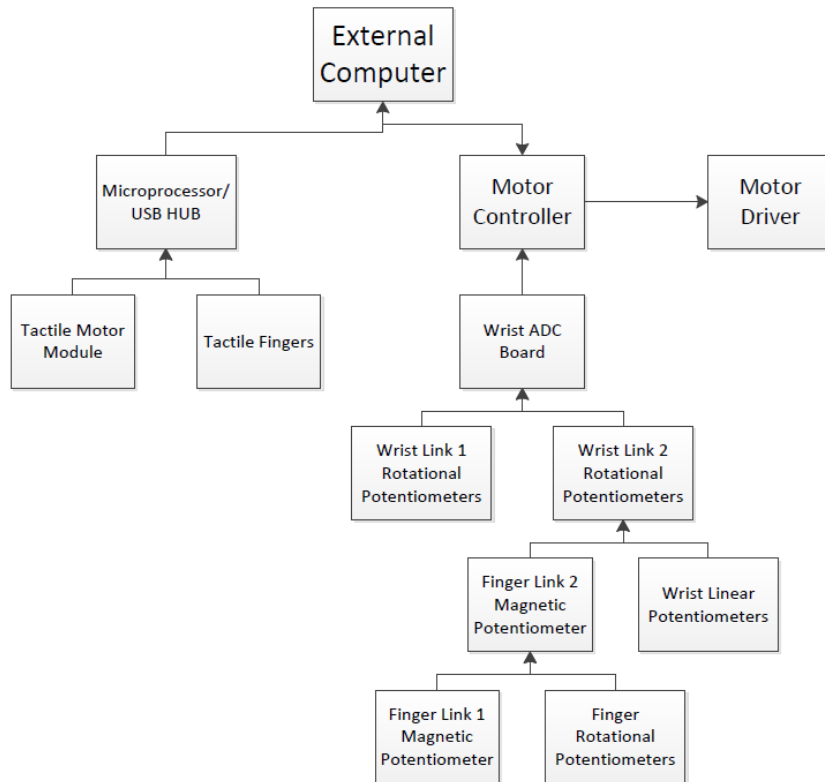 External
Computer
Microprocessor/
USB HUB
Motor
Controller
Motor
Driver
Tactile Motor
Module
Tactile Fingers
Wrist ADC
Board
Wrist Link 1
Rotational
Potentiometers
Wrist Link 2
Rotational
Potentiometers
Finger Link 2
Magnetic
Potentiometer
Wrist Linear
Potentiometers
Finger Link 1
Magnetic
Potentiometer
Finger
Rotational
Potentiometers